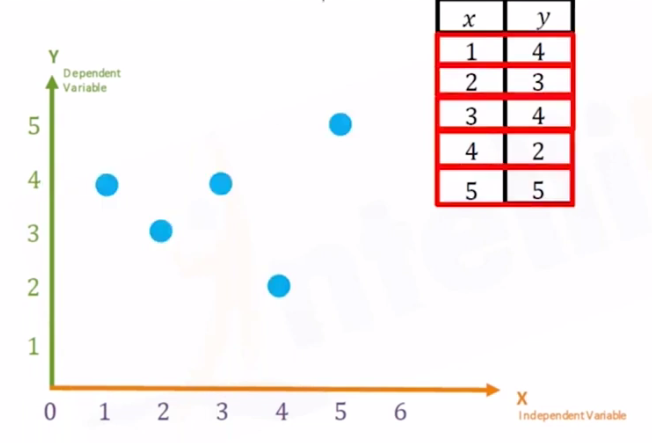 x y
1 4
2 3
3 4
4 2
5 5
Y
Dependent
Variable
5
4
3
2
1
0 1 2 3 4 5 6
X
Independent Variable